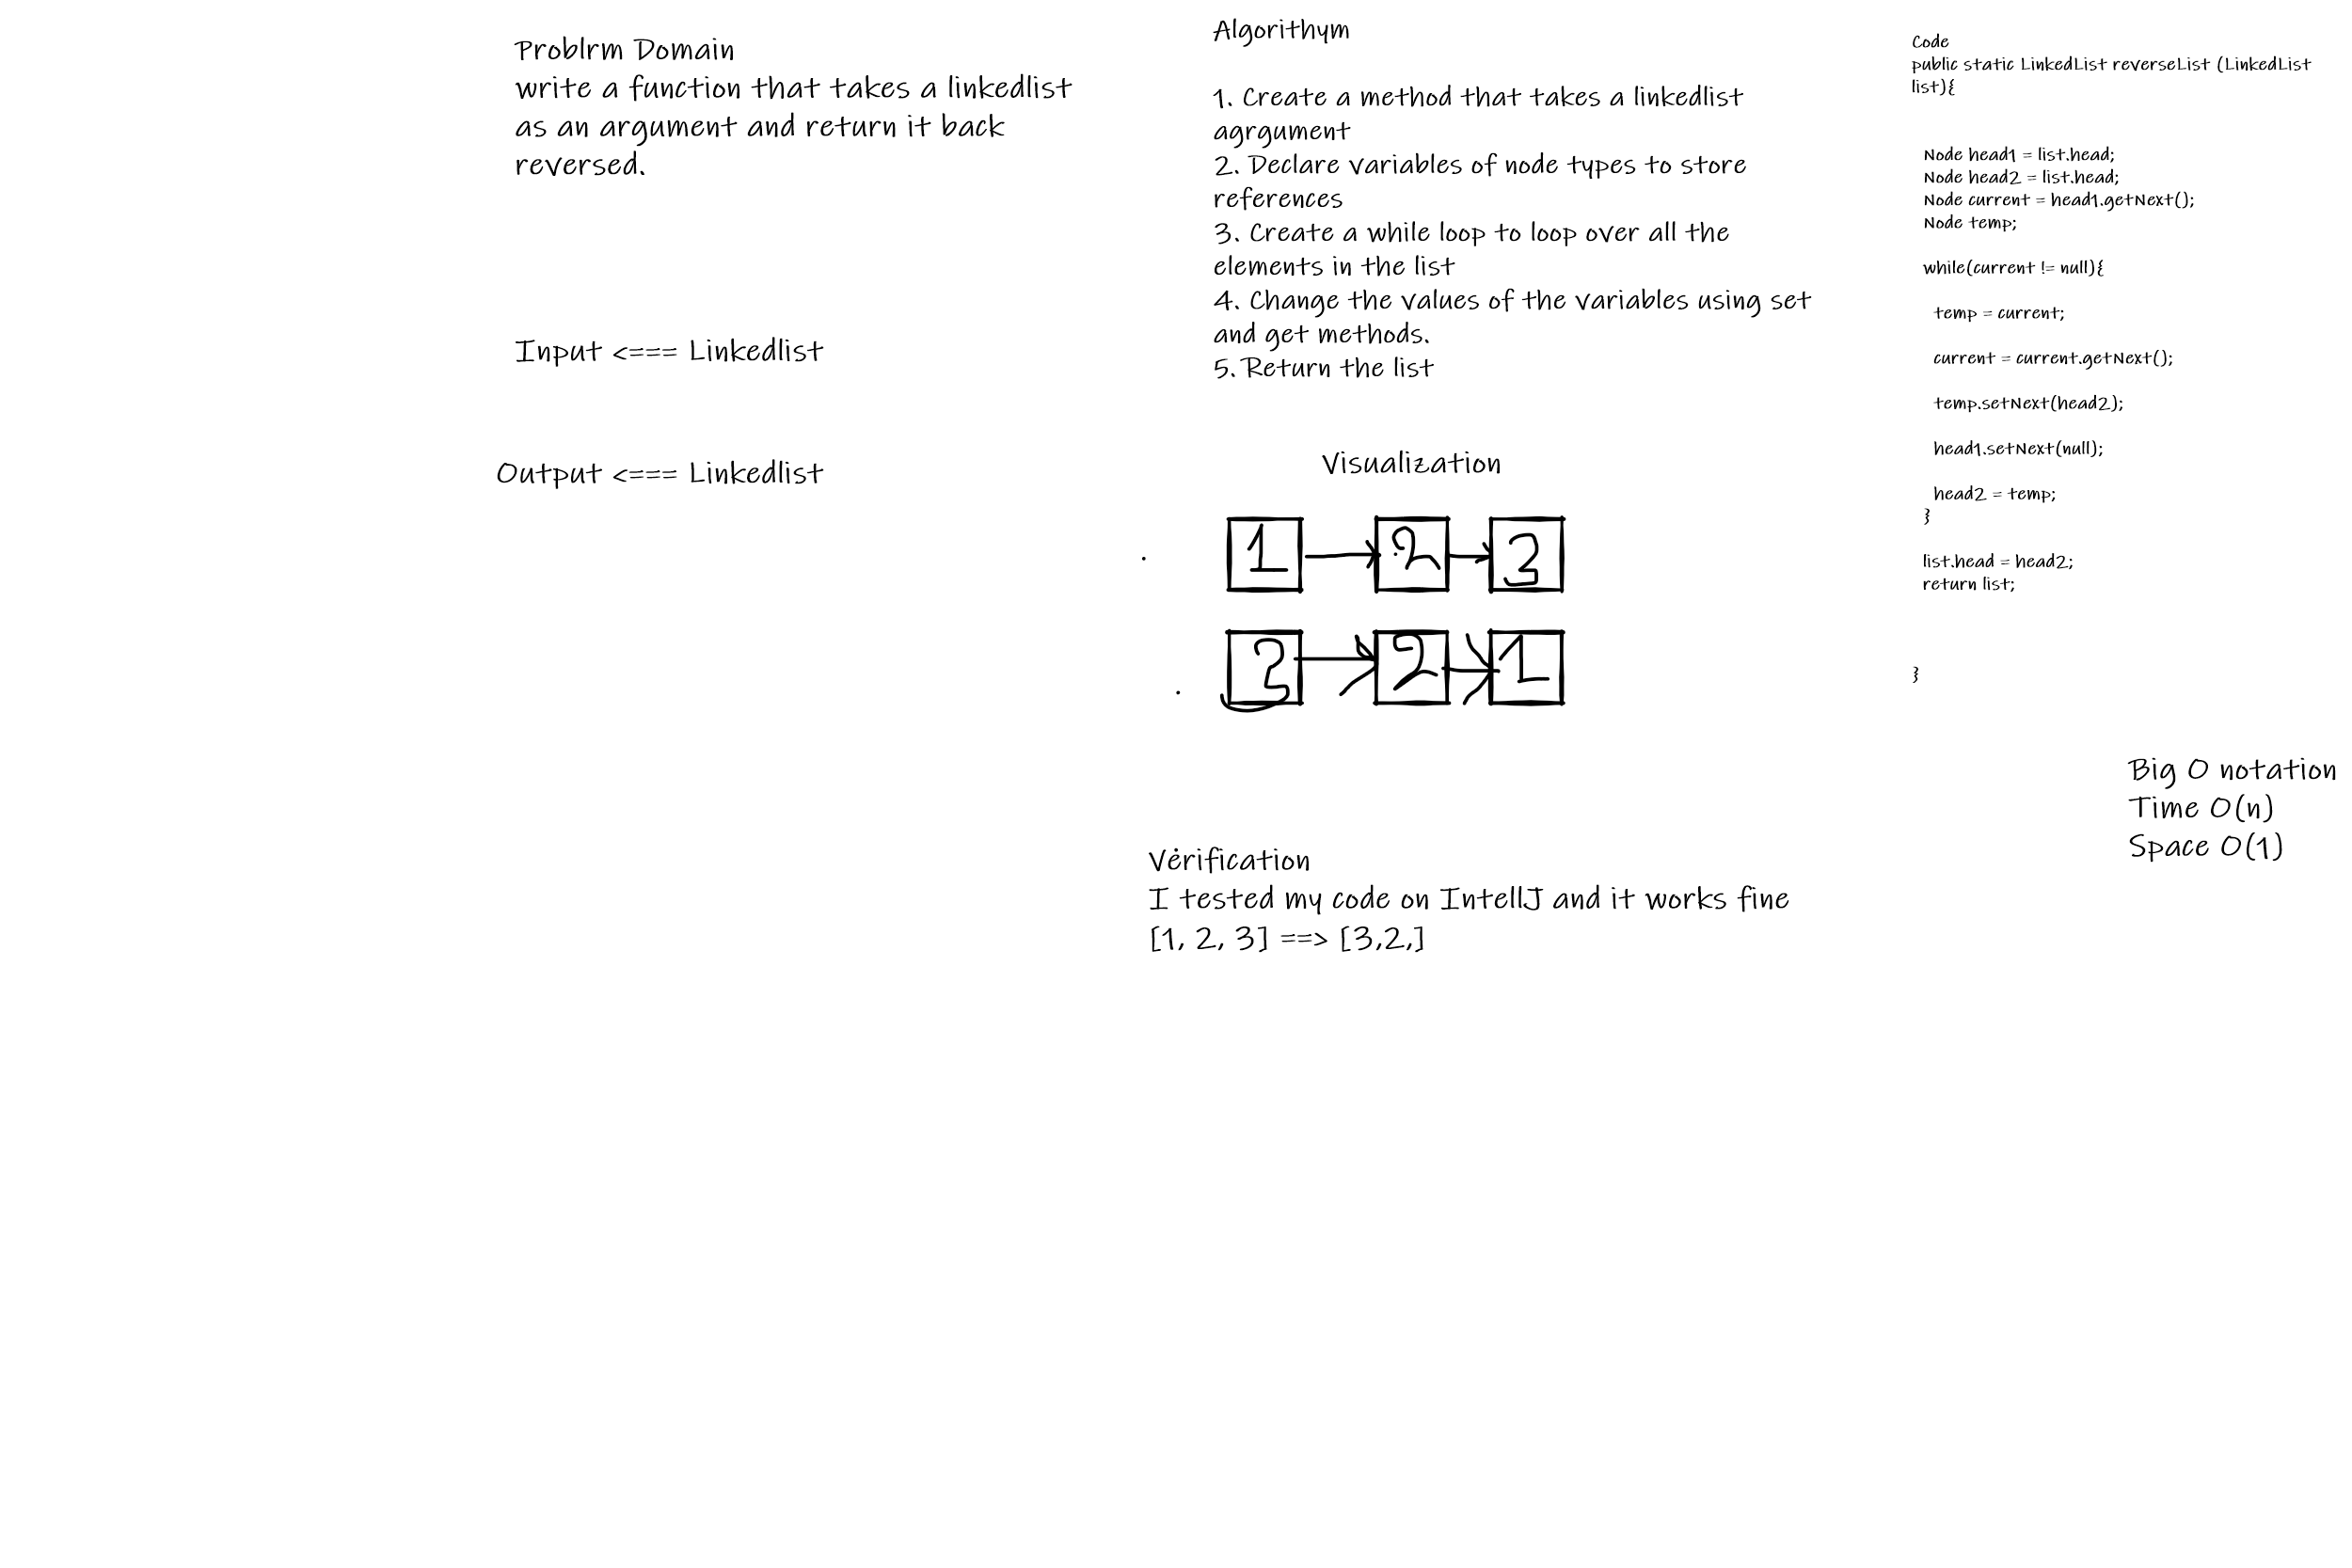 Problrm Domain
write a function that takes a linkedlist
as an argument and return it back
reversed.
Input <=== Linkedlist
Output <=== Linkedlist
Algorithym
1. Create a method that takes a linkedlist
agrgument
2. Declare variables of node types to store
references
3. Create a while loop to loop over all the
elements in the list
4. Change the values of the variables using set
and get methods.
5. Return the list
Visualization
1 2 3
3 2 1
Verification
I tested my code on IntellJ and it works fine
[1, 2, 3] ==> [3,2,]
Code
public static LinkedList reverseList (LinkedList
list){
Node head1 = list.head;
Node head2 = list.head;
Node current = head1.getNext();
Node temp;
while(current != null){
temp = current;
current = current.getNext();
temp.setNext(head2);
head1.setNext(null);
head2 = temp;
}
list.head = head2;
return list;
}
Big O notation
Time O(n)
Space O(1)